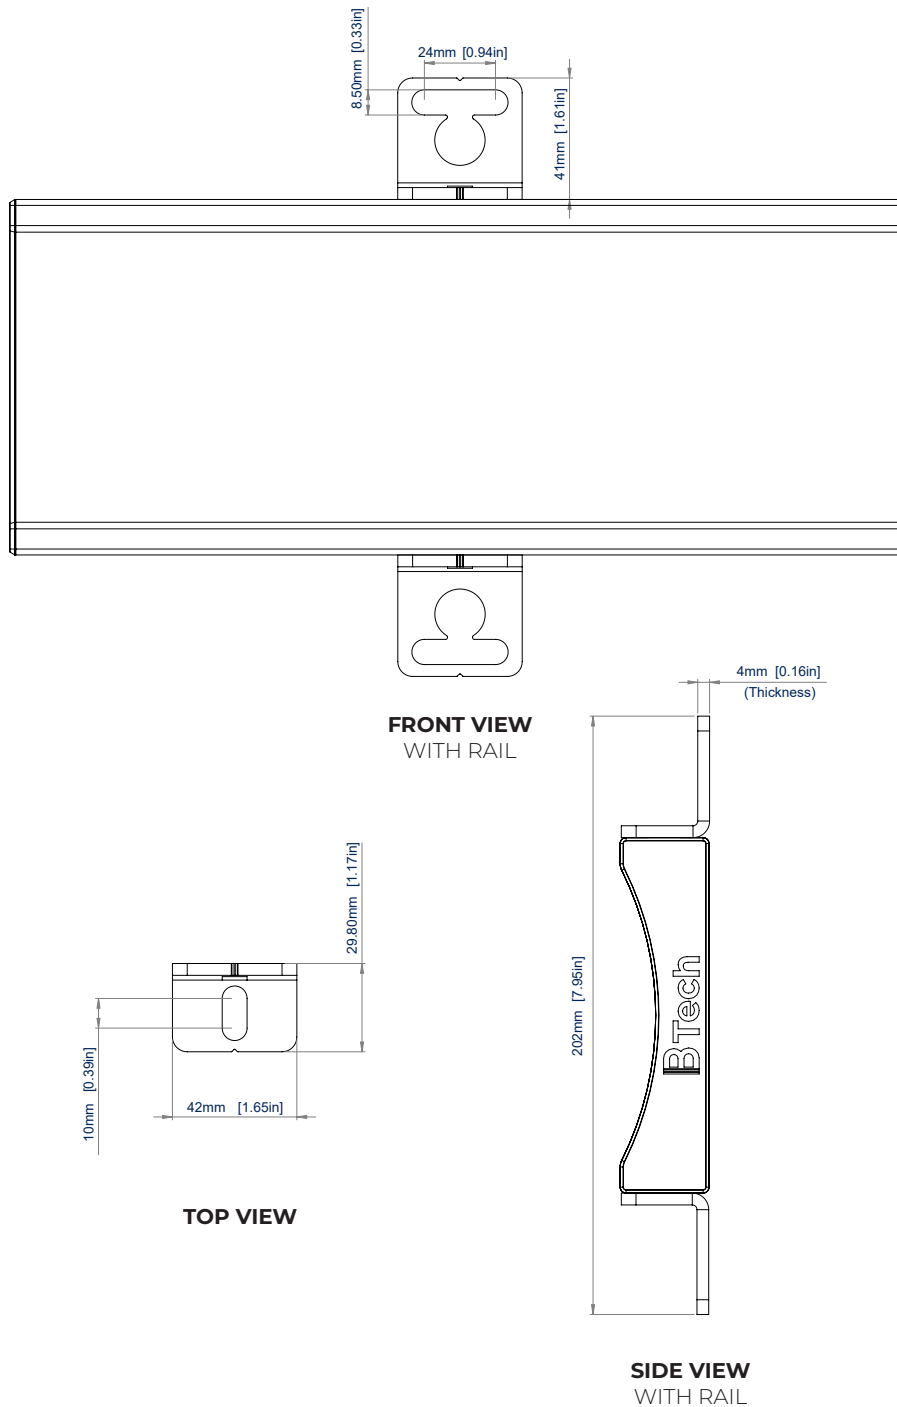 8.50mm [0.33in]
24mm [0.94in]
41mm [1.61in]
FRONT VIEW
WITH RAIL
4mm [0.16in]
(Thickness)
29.80mm [1.17in]
10mm [0.39in]
42mm [1.65in]
TOP VIEW
202mm [7.95in]
BTech
SIDE VIEW
WITH RAIL